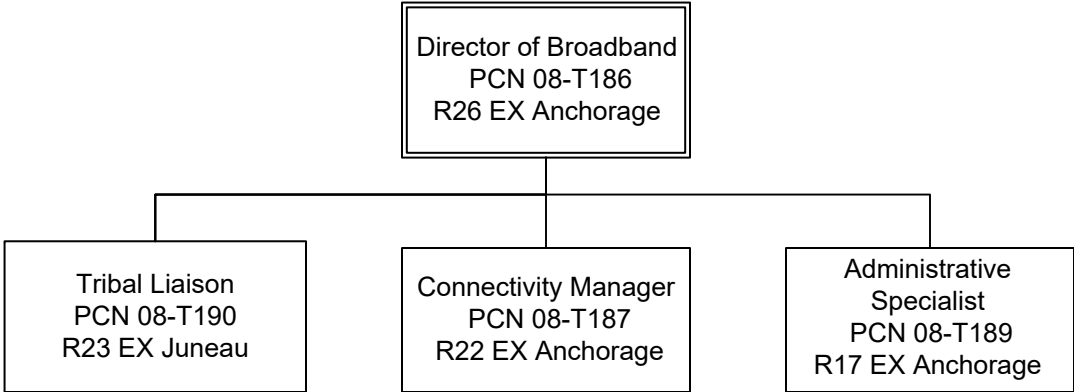 Director of Broadband
PCN 08-T186
R26 EX Anchorage
Tribal Liaison
PCN 08-T190
R23 EX Juneau
Connectivity Manager
PCN 08-T187
R22 EX Anchorage
Administrative
Specialist
PCN 08-T189
R17 EX Anchorage